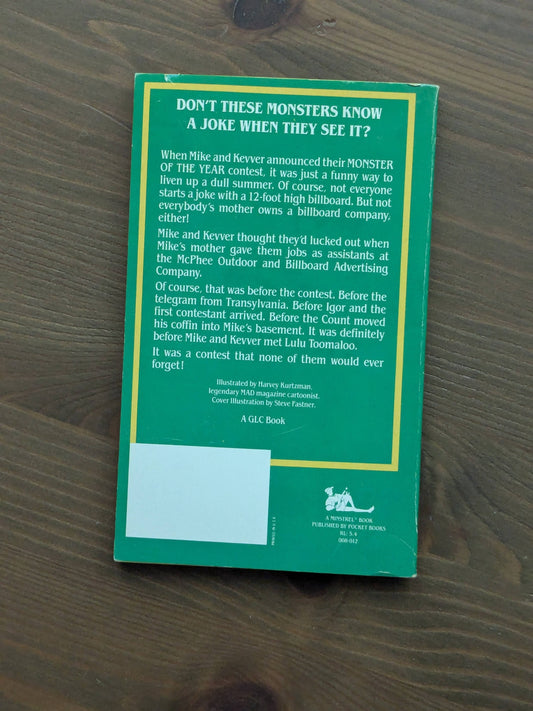 DON'T THESE MONSTERS KNOW
A JOKE WHEN THEY SEE IT?
When Mike and Kevver announced their MONSTER
OF THE YEAR contest, it was just a funny way to
liven up a dull summer. Of course, not everyone
starts a joke with a 12-foot high billboard. But not
everybody's mother owns a billboard company,
either!
Mike and Kevver thought they'd lucked out when
Mike's mother gave them jobs as assistants at
the McPhee Outdoor and Billboard Advertising
Company.
Of course, that was before the contest. Before the
telegram from Transylvania. Before Igor and the
first contestant arrived. Before the Count moved
his coffin into Mike's basement. It was definitely
before Mike and Kevver met Lulu Toomaloo.
It was a contest that none of them would ever
forget!
Illustrated by Harvey Kurtzman,
legendary MAD magazine cartoonist.
Cover Illustration by Steve Fastner.
A GLC Book
A MINSTREL® BOOK
PUBLISHED BY POCKET BOOKS
RL: 5.4
008-012